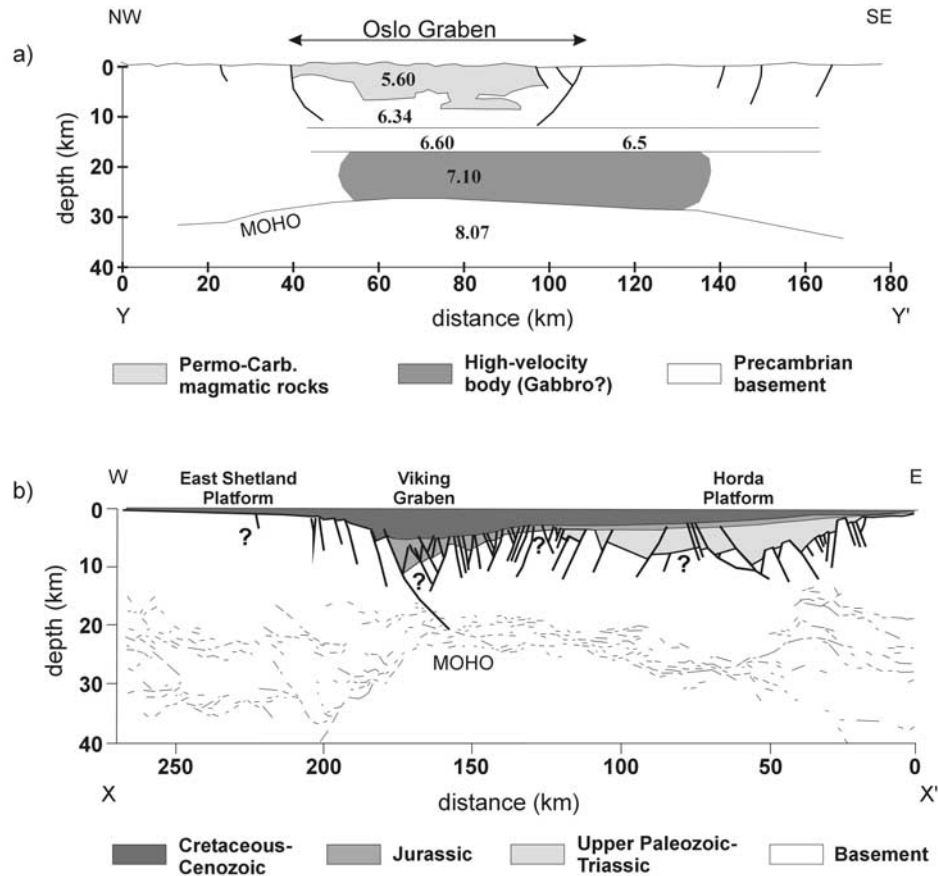 NW
SE
Oslo Graben
a)
0
10
20
30
40
depth (km)
5.60
6.34
6.60
6.5
7.10
MOHO
8.07
0 20 40 60 80 100 120 140 160 180
Y
distance (km)
Y'
Permo-Carb.
magmatic rocks
High-velocity
body (Gabbro?)
Precambrian
basement
b)
W
E
East Shetland
Platform
Viking
Graben
Horda
Platform
0
10
20
30
40
depth (km)
?
?
?
?
MOHO
250 200 150 100 50 0
X
distance (km)
X'
Cretaceous-
Cenozoic
Jurassic
Upper Paleozoic-
Triassic
Basement